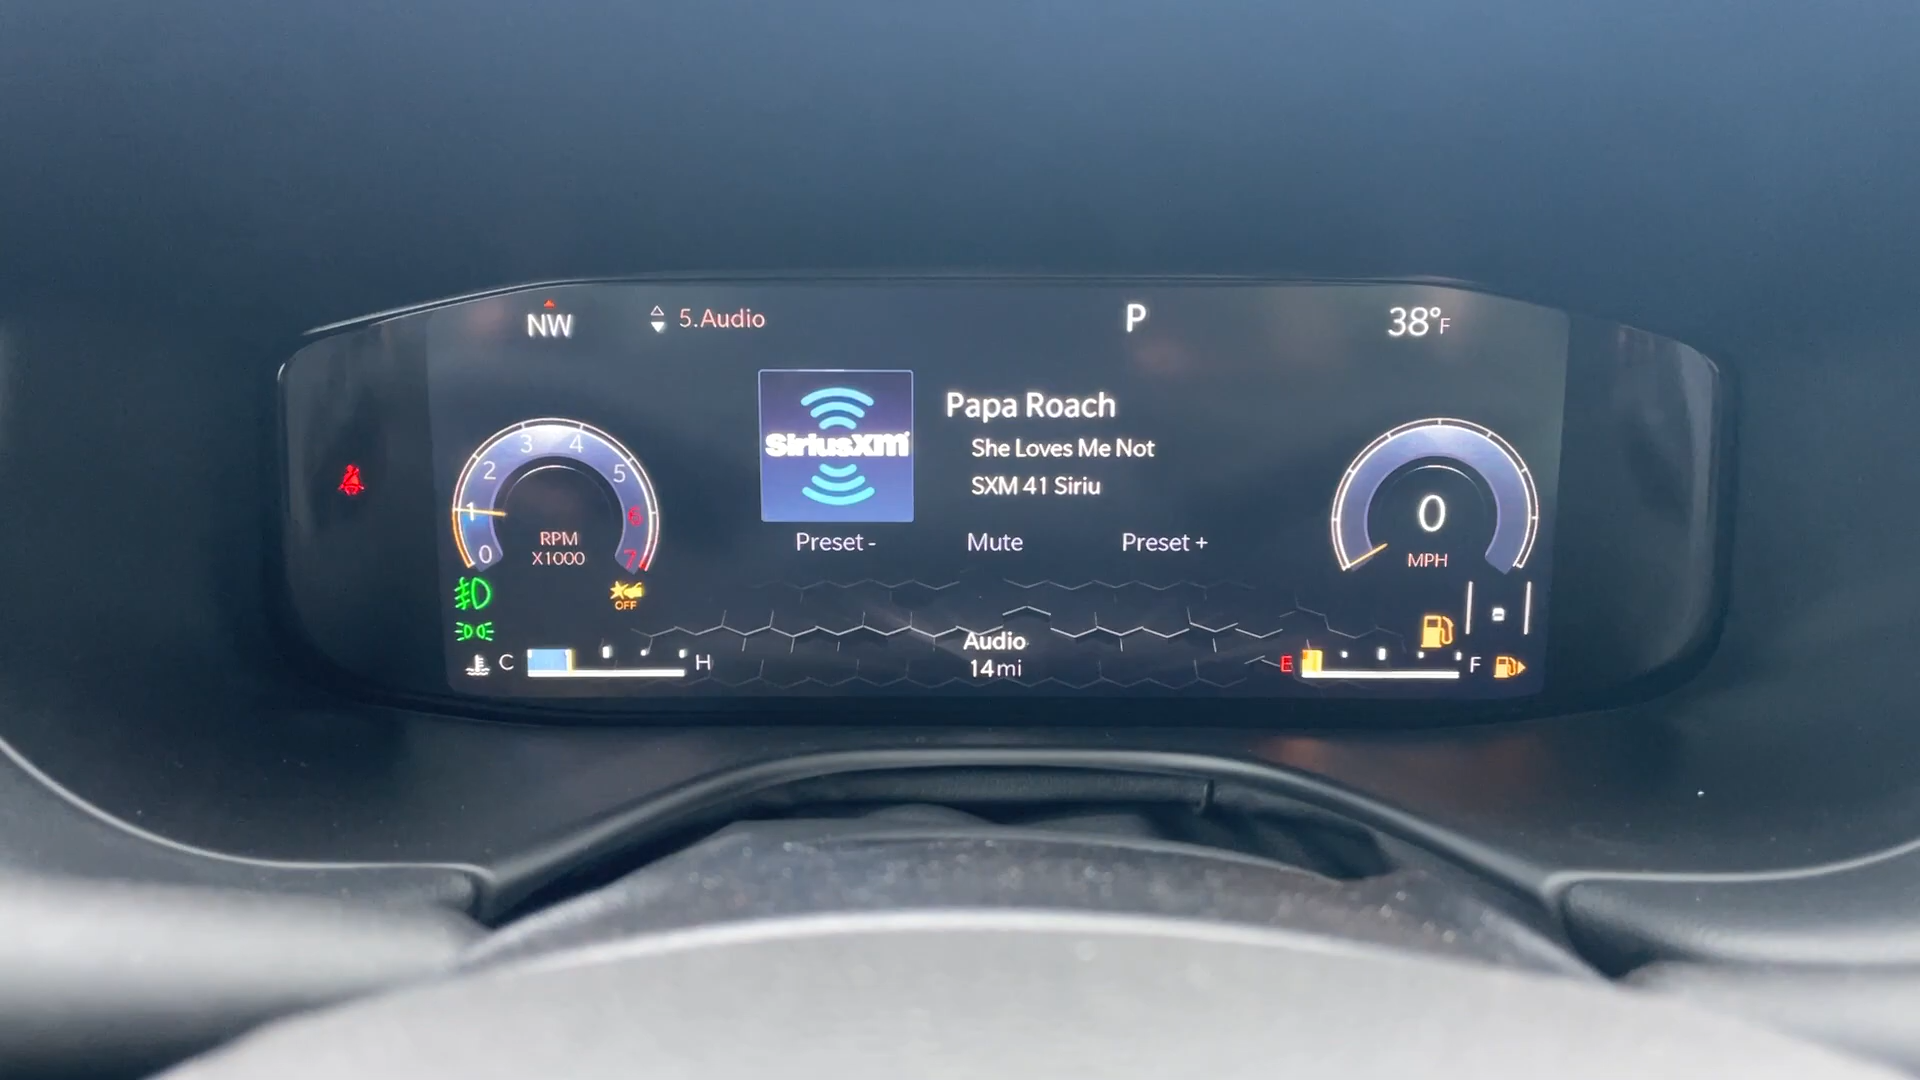 NW
5.Audio
P
38°F
SiriusXM
Papa Roach
She Loves Me Not
SXM 41 Siriu
Preset -
Mute
Preset +
0
1
2
3
4
5
6
7
RPM
X1000
0
MPH
OFF
C
H
Audio
14mi
E
F